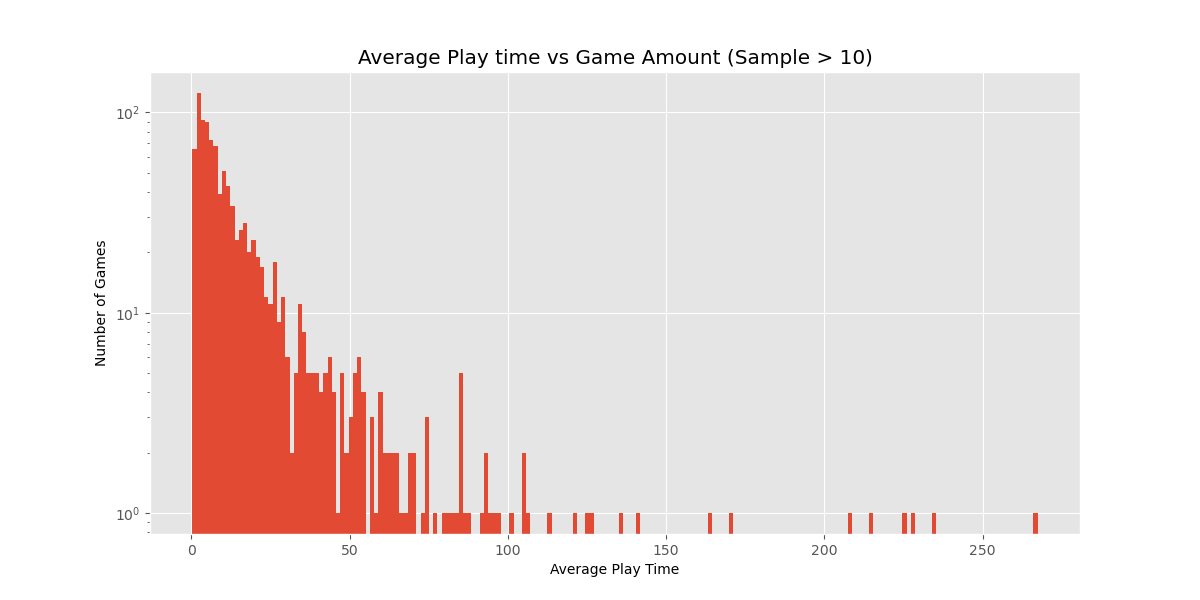 Average Play time vs Game Amount (Sample > 10)
Number of Games
10²
10¹
10⁰
0 50 100 150 200 250
Average Play Time